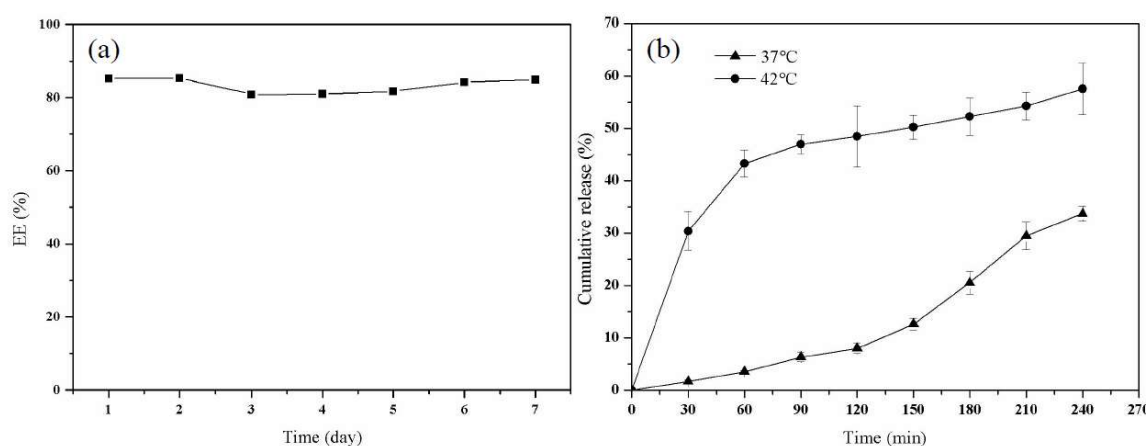 (a)
100
80
60
40
20
0
EE (%)
1 2 3 4 5 6 7
Time (day)
(b)
37°C
42°C
70
60
50
40
30
20
10
0
Cumulative release (%)
0 30 60 90 120 150 180 210 240 270
Time (min)